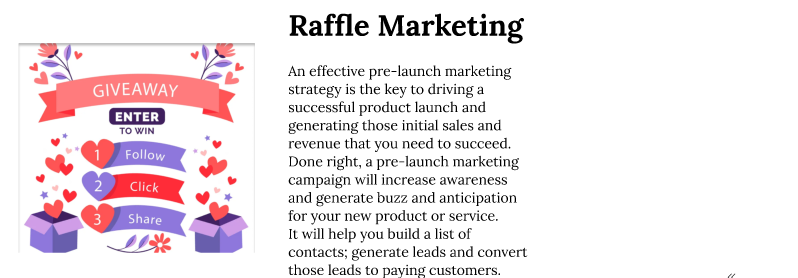 Raffle Marketing
GIVEAWAY
ENTER
TO WIN
1 Follow
2 Click
3 Share
An effective pre-launch marketing
strategy is the key to driving a
successful product launch and
generating those initial sales and
revenue that you need to succeed.
Done right, a pre-launch marketing
campaign will increase awareness
and generate buzz and anticipation
for your new product or service.
It will help you build a list of
contacts; generate leads and convert
those leads to paying customers.